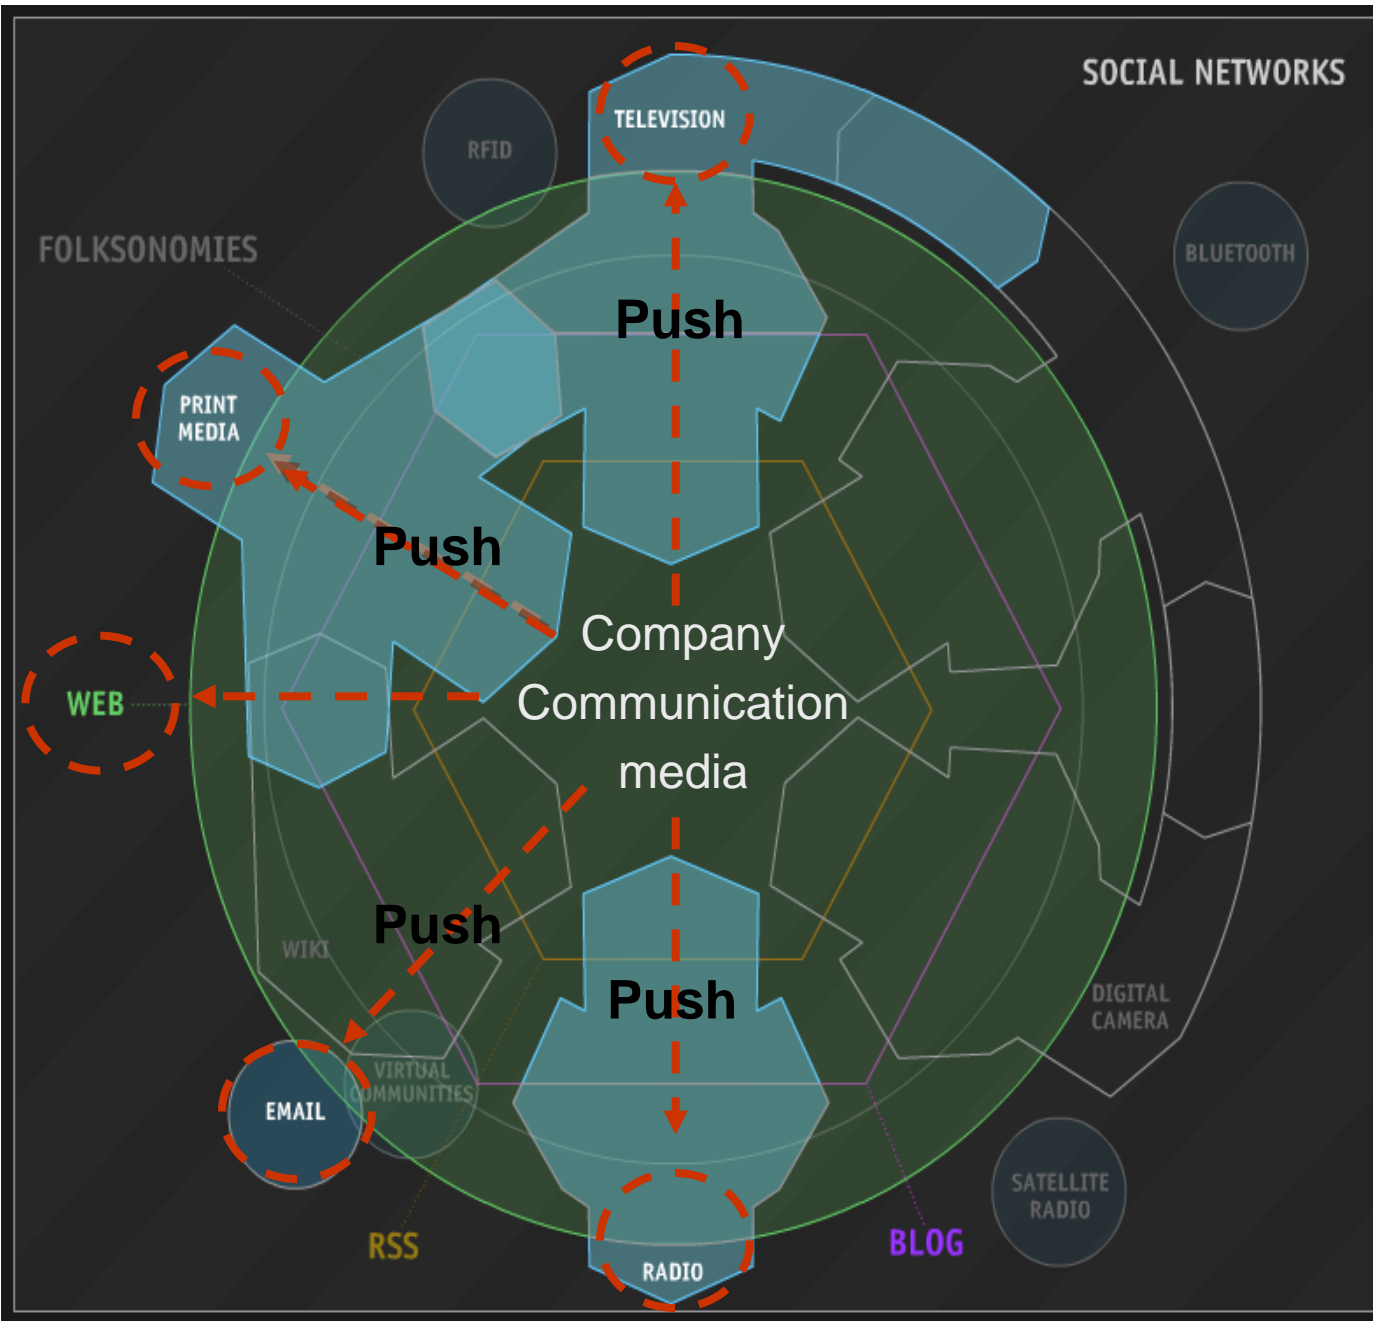 SOCIAL NETWORKS
TELEVISION
RFID
FOLKSONOMIES
BLUETOOTH
Push
PRINT
MEDIA
Push
Company
Communication
media
WEB
Push
WIKI
Push
DIGITAL
CAMERA
VIRTUAL
COMMUNITIES
EMAIL
SATELLITE
RADIO
RSS
BLOG
RADIO